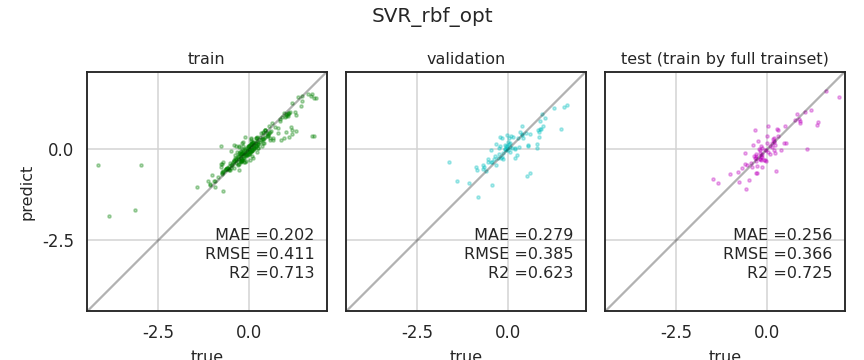 SVR_rbf_opt
train
validation
test (train by full trainset)
predict
0.0
-2.5
MAE =0.202
RMSE =0.411
R2 =0.713
MAE =0.279
RMSE =0.385
R2 =0.623
MAE =0.256
RMSE =0.366
R2 =0.725
-2.5
0.0
-2.5
0.0
-2.5
0.0
true
true
true